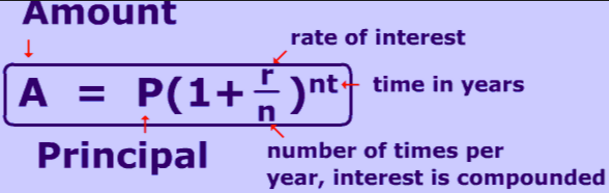 Amount
rate of interest
A = P(1+ r/n )^nt
time in years
Principal
number of times per
year, interest is compounded